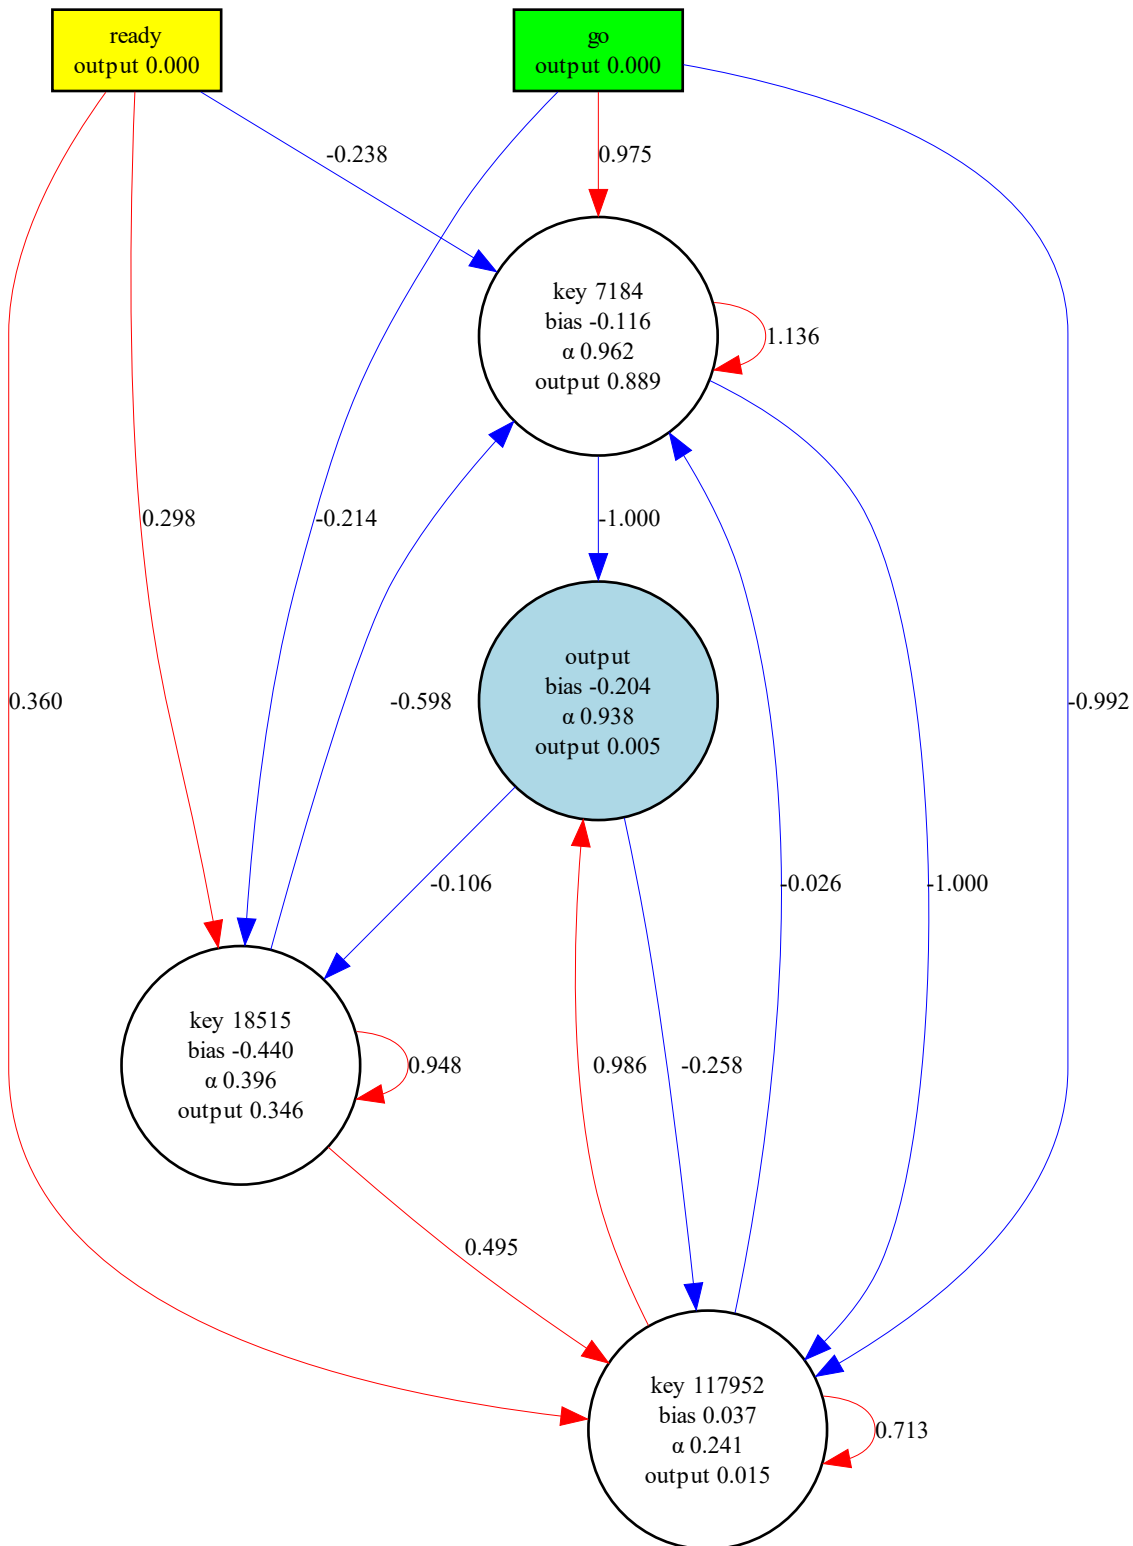 ready
output 0.000
go
output 0.000
-0.238
0.975
key 7184
bias -0.116
α 0.962
output 0.889
1.136
0.298
-0.214
-1.000
output
bias -0.204
α 0.938
output 0.005
0.360
-0.598
-0.992
-0.106
-0.026
-1.000
key 18515
bias -0.440
α 0.396
output 0.346
0.948
0.986
-0.258
0.495
key 117952
bias 0.037
α 0.241
output 0.015
0.713